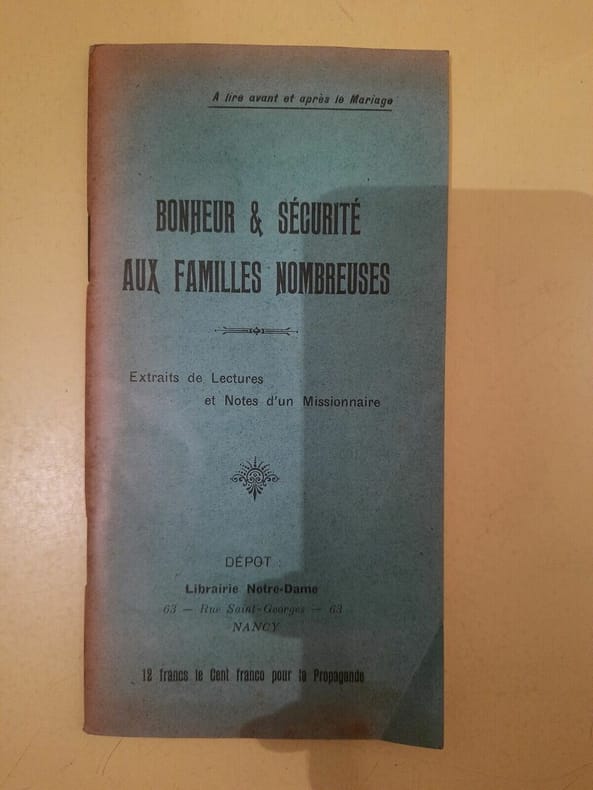 A lire avant et après le Mariage
BONHEUR & SÉCURITÉ
AUX FAMILLES NOMBREUSES
Extraits de Lectures
et Notes d'un Missionnaire
DÉPOT :
Librairie Notre-Dame
63 — Rue Saint-Georges — 63
NANCY
12 francs le Cent franco pour la Propagande